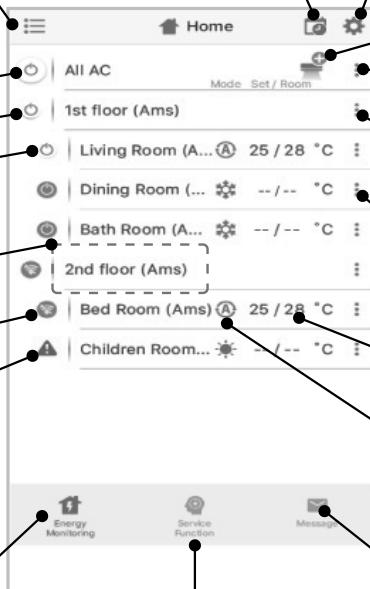 Home
All AC
Mode Set / Room
1st floor (Ams)
Living Room (A... A 25 / 28 °C
Dining Room (... -- / -- °C
Bath Room (A... -- / -- °C
2nd floor (Ams)
Bed Room (Ams) A 25 / 28 °C
Children Room... -- / -- °C
Energy Monitoring
Service Function
Message